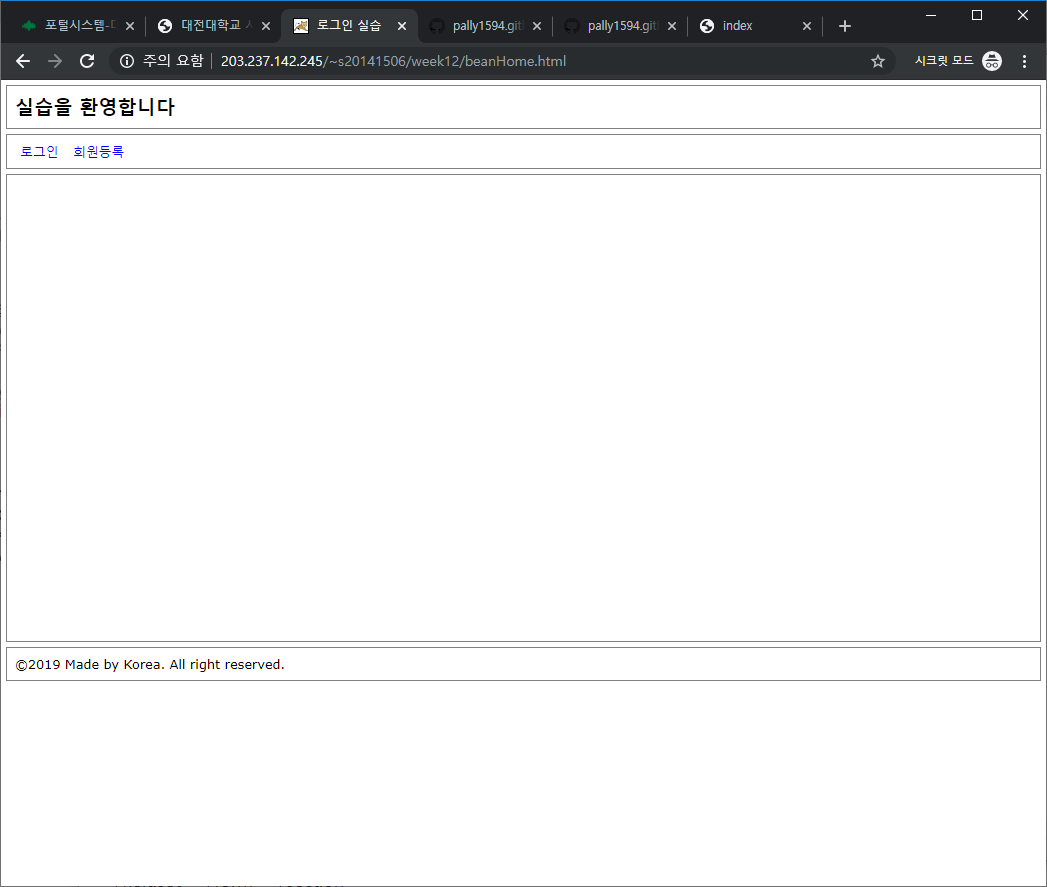 포털시스템-
대전대학교
로그인 실습
pally1594.git
pally1594.git
index
주의 요함
203.237.142.245/~s20141506/week12/beanHome.html
시크릿 모드
실습을 환영합니다
로그인 회원등록
©2019 Made by Korea. All right reserved.